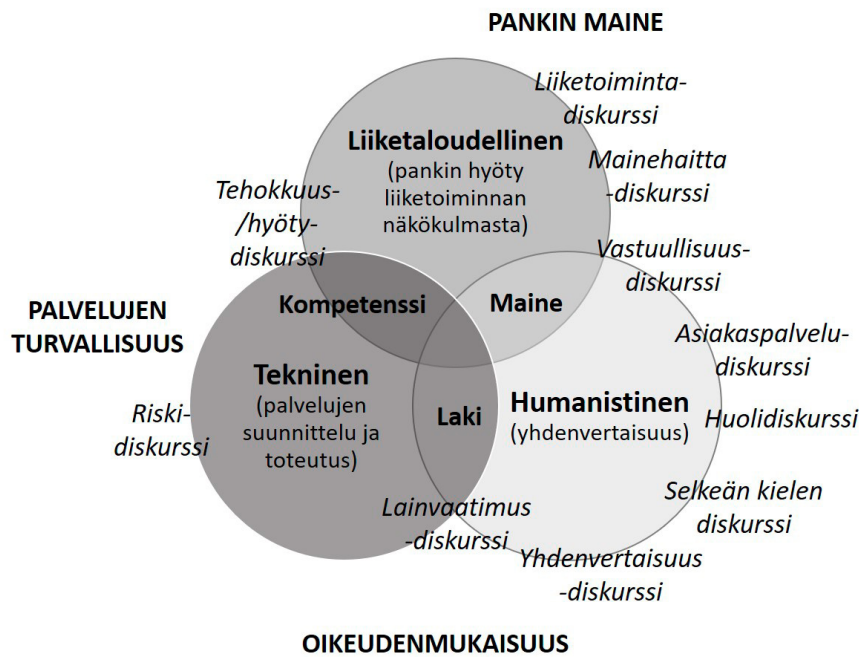 PANKIN MAINE
Liiketoiminta-
diskurssi
Liiketaloudellinen
(pankin hyöty
liiketoiminnan
näkökulmasta)
Mainehaitta
-diskurssi
Tehokkuus-
/hyöty-
diskurssi
Vastuullisuus-
diskurssi
Kompetenssi
Maine
PALVELUJEN
TURVALLISUUS
Asiakaspalvelu-
diskurssi
Tekninen
(palvelujen
suunnittelu ja
toteutus)
Laki
Humanistinen
(yhdenvertaisuus)
Huolidiskurssi
Riski-
diskurssi
Selkeän kielen
diskurssi
Lainvaatimus
-diskurssi
Yhdenvertaisuus
-diskurssi
OIKEUDENMUKAISUUS